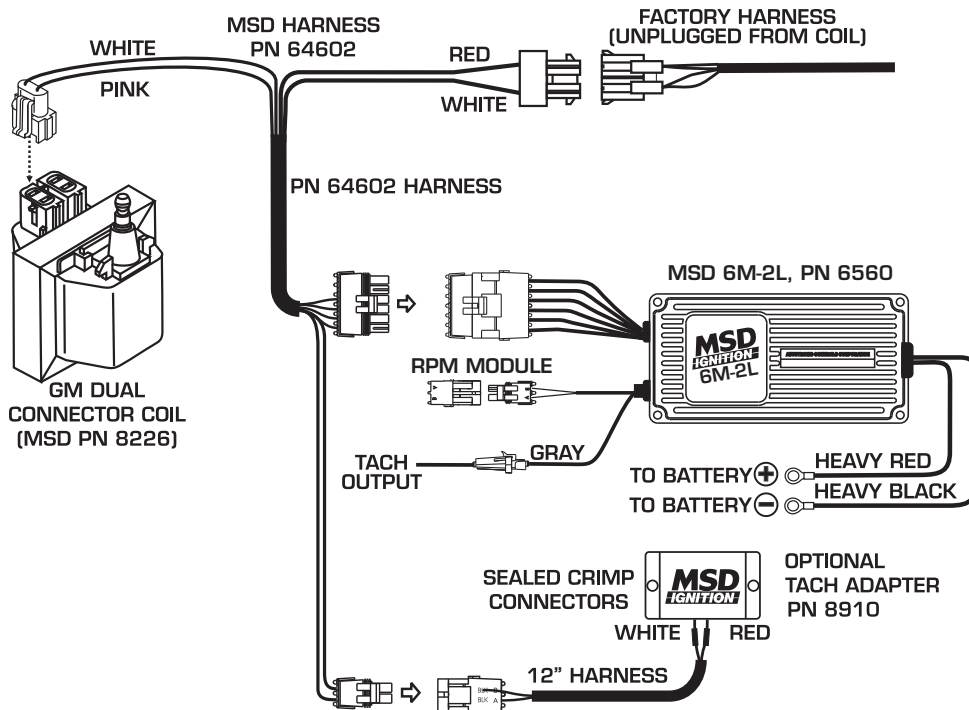 MSD HARNESS
PN 64602
FACTORY HARNESS
(UNPLUGGED FROM COIL)
WHITE
PINK
RED
WHITE
PN 64602 HARNESS
MSD 6M-2L, PN 6560
MSD
IGNITION
6M-2L
RPM MODULE
GM DUAL
CONNECTOR COIL
(MSD PN 8226)
TACH
OUTPUT
GRAY
TO BATTERY +
HEAVY RED
TO BATTERY −
HEAVY BLACK
SEALED CRIMP
CONNECTORS
MSD
IGNITION
OPTIONAL
TACH ADAPTER
PN 8910
WHITE
RED
12" HARNESS
BLK B
BLK A